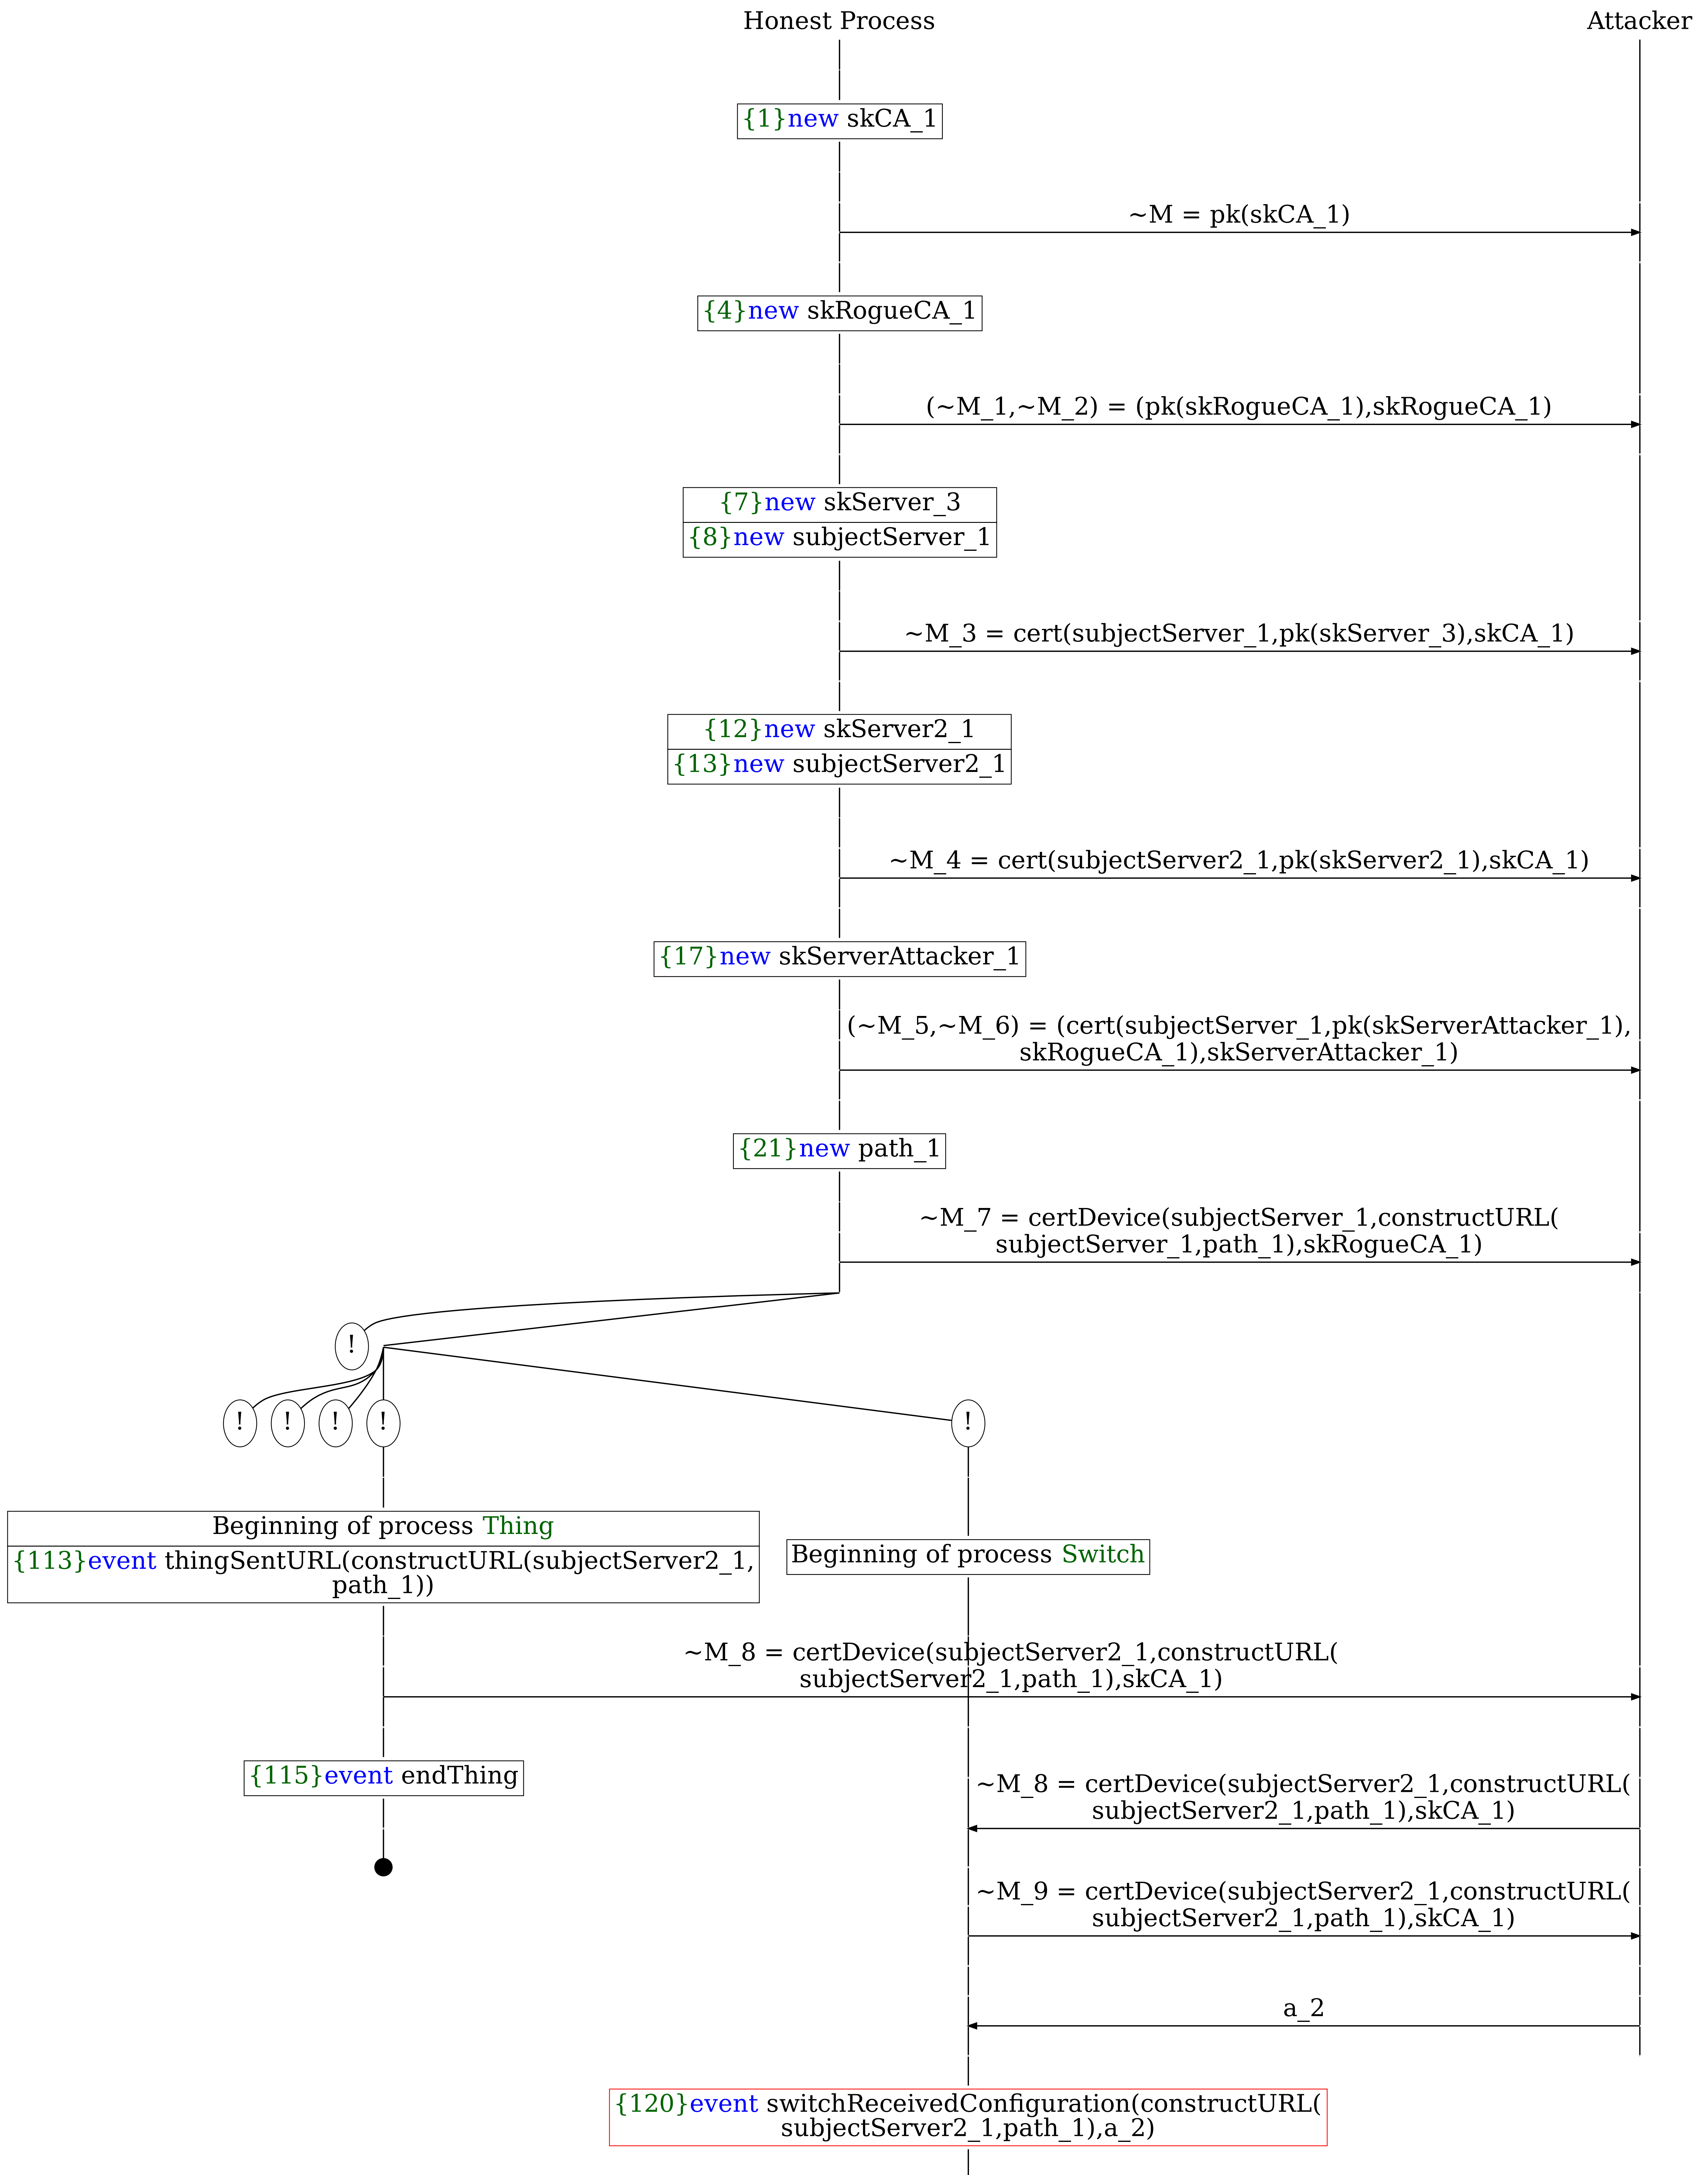 Honest Process
Attacker
{1}new skCA_1
~M = pk(skCA_1)
{4}new skRogueCA_1
(~M_1,~M_2) = (pk(skRogueCA_1),skRogueCA_1)
{7}new skServer_3
{8}new subjectServer_1
~M_3 = cert(subjectServer_1,pk(skServer_3),skCA_1)
{12}new skServer2_1
{13}new subjectServer2_1
~M_4 = cert(subjectServer2_1,pk(skServer2_1),skCA_1)
{17}new skServerAttacker_1
(~M_5,~M_6) = (cert(subjectServer_1,pk(skServerAttacker_1),
skRogueCA_1),skServerAttacker_1)
{21}new path_1
~M_7 = certDevice(subjectServer_1,constructURL(
subjectServer_1,path_1),skRogueCA_1)
!
!
!
!
!
!
Beginning of process Thing
{113}event thingSentURL(constructURL(subjectServer2_1,
path_1))
Beginning of process Switch
~M_8 = certDevice(subjectServer2_1,constructURL(
subjectServer2_1,path_1),skCA_1)
{115}event endThing
~M_8 = certDevice(subjectServer2_1,constructURL(
subjectServer2_1,path_1),skCA_1)
~M_9 = certDevice(subjectServer2_1,constructURL(
subjectServer2_1,path_1),skCA_1)
a_2
{120}event switchReceivedConfiguration(constructURL(
subjectServer2_1,path_1),a_2)